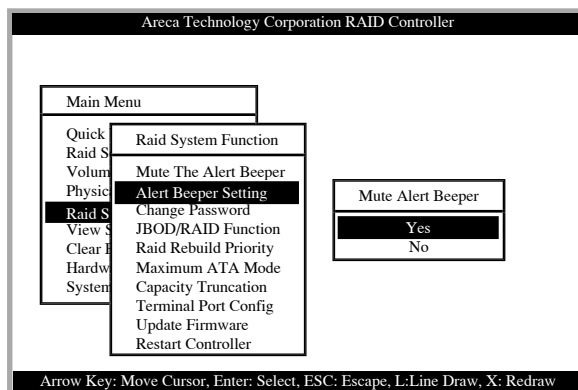 Areca Technology Corporation RAID Controller
Main Menu
Quick
Raid S
Volum
Physic
Raid S
View S
Clear
Hardw
System
Raid System Function
Mute The Alert Beeper
Alert Beeper Setting
Change Password
JBOD/RAID Function
Raid Rebuild Priority
Maximum ATA Mode
Capacity Truncation
Terminal Port Config
Update Firmware
Restart Controller
Mute Alert Beeper
Yes
No
Arrow Key: Move Cursor, Enter: Select, ESC: Escape, L:Line Draw, X: Redraw